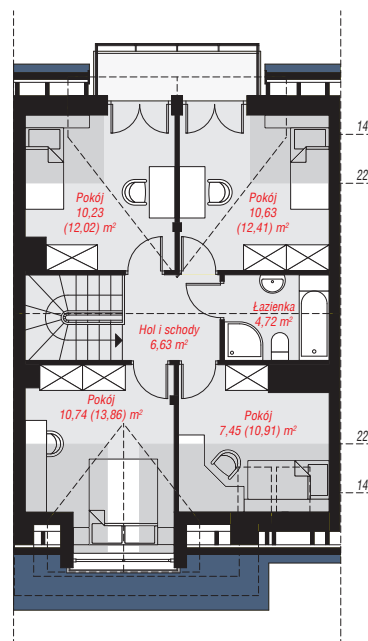 14
22
Pokój
10,23
(12,02) m²
Pokój
10,63
(12,41) m²
Łazienka
4,72 m²
Hol i schody
6,63 m²
Pokój
10,74 (13,86) m²
Pokój
7,45 (10,91) m²
22
14